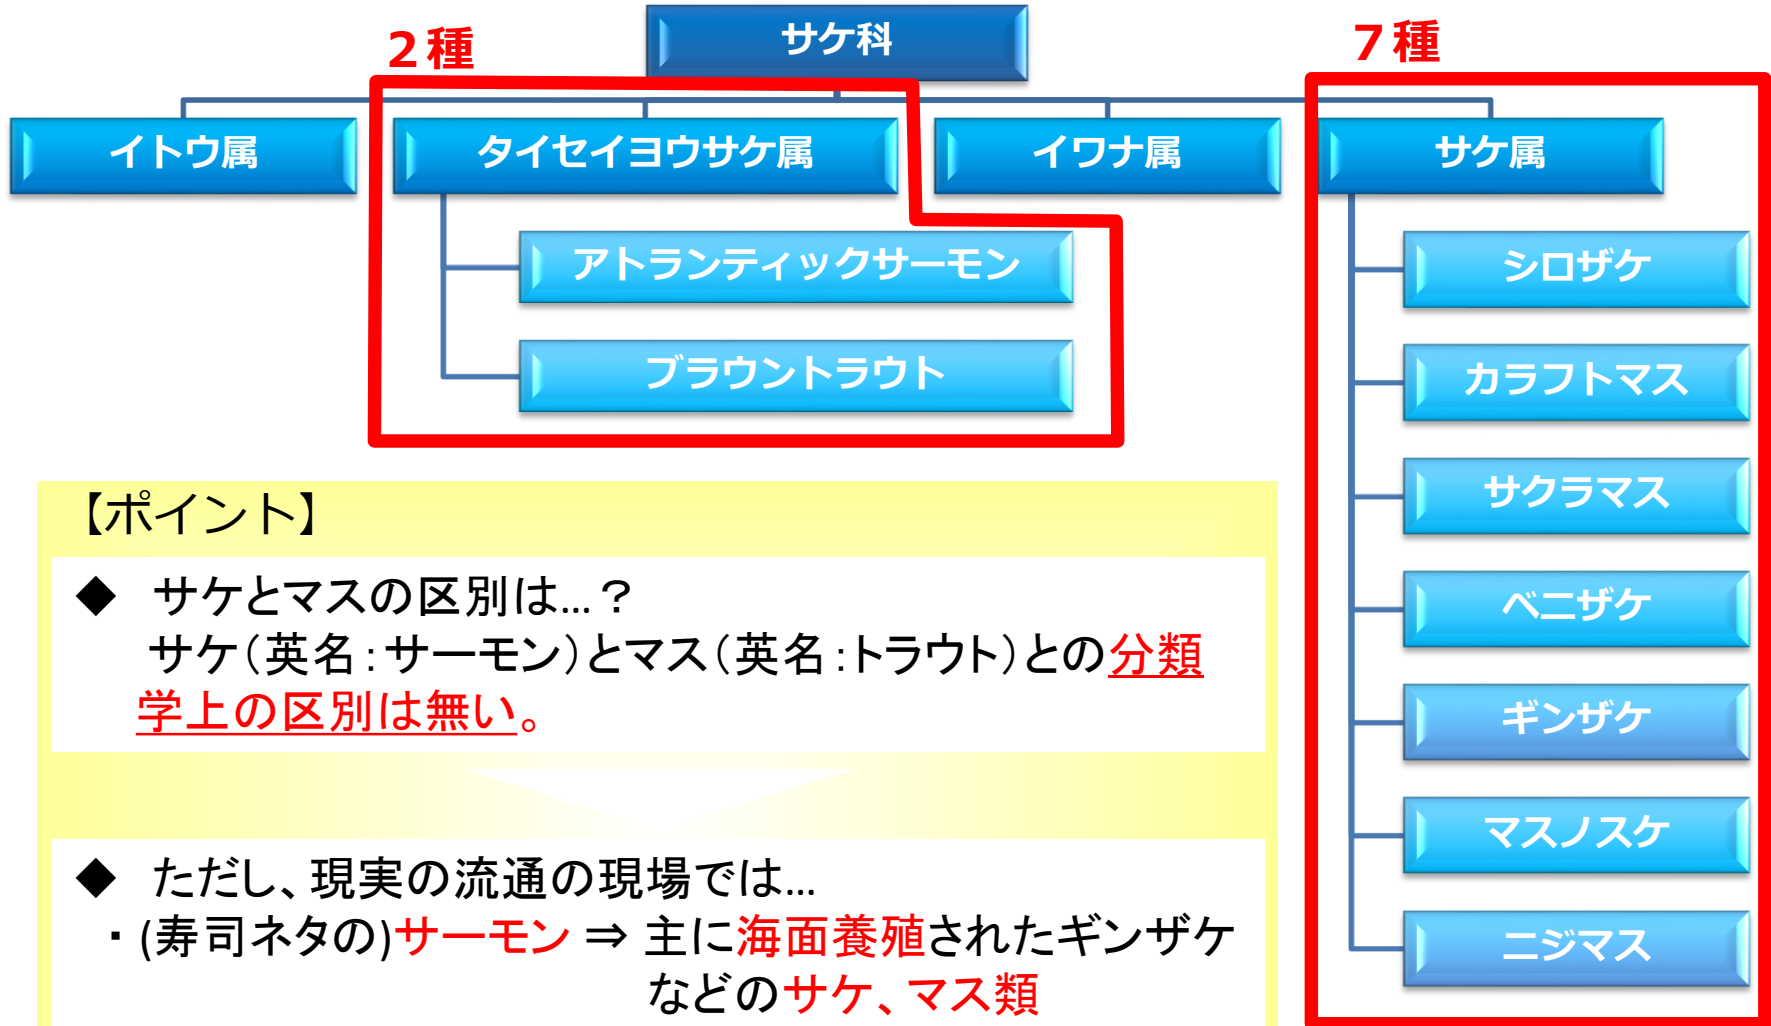 サケ科
2種
7種
イトウ属
タイセイヨウサケ属
イワナ属
サケ属
アトランティックサーモン
ブラウントラウト
シロザケ
カラフトマス
サクラマス
ベニザケ
ギンザケ
マスノスケ
ニジマス
【ポイント】
◆ サケとマスの区別は…？
サケ（英名：サーモン）とマス（英名：トラウト）との分類
学上の区別は無い。
◆ ただし、現実の流通の現場では…
・(寿司ネタの)サーモン ⇒ 主に海面養殖されたギンザケ
などのサケ、マス類